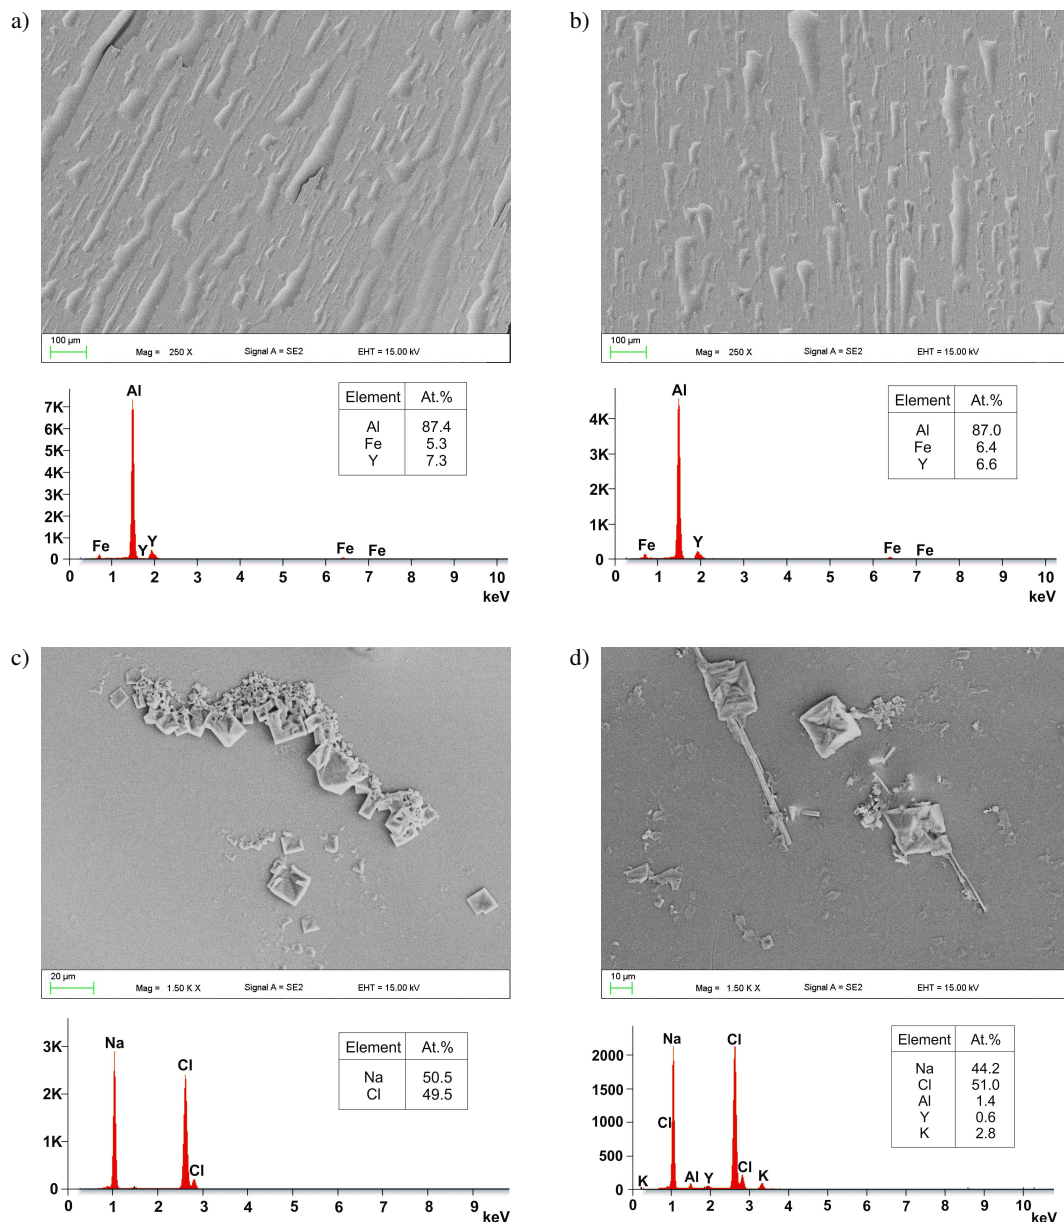 a)
100 µm
Mag = 250 X Signal A = SE2 EHT = 15.00 kV
Element At.%
Al 87.4
Fe 5.3
Y 7.3
7K
6K
5K
4K
3K
2K
1K
0
Al
Fe
Y
Y
Fe
Fe
0 1 2 3 4 5 6 7 8 9 10
keV
b)
100 µm
Mag = 250 X Signal A = SE2 EHT = 15.00 kV
Element At.%
Al 87.0
Fe 6.4
Y 6.6
4K
3K
2K
1K
0
Al
Fe
Y
Fe
Fe
0 1 2 3 4 5 6 7 8 9 10
keV
c)
20 µm
Mag = 1.50 K X Signal A = SE2 EHT = 15.00 kV
Element At.%
Na 50.5
Cl 49.5
3K
2K
1K
0
Na
Cl
Cl
0 1 2 3 4 5 6 7 8 9
keV
d)
10 µm
Mag = 1.50 K X Signal A = SE2 EHT = 15.00 kV
Element At.%
Na 44.2
Cl 51.0
Al 1.4
Y 0.6
K 2.8
2000
1500
1000
500
0
Na
Cl
Cl
K
Al
Y
Cl
K
0 1 2 3 4 5 6 7 8 9 10
keV